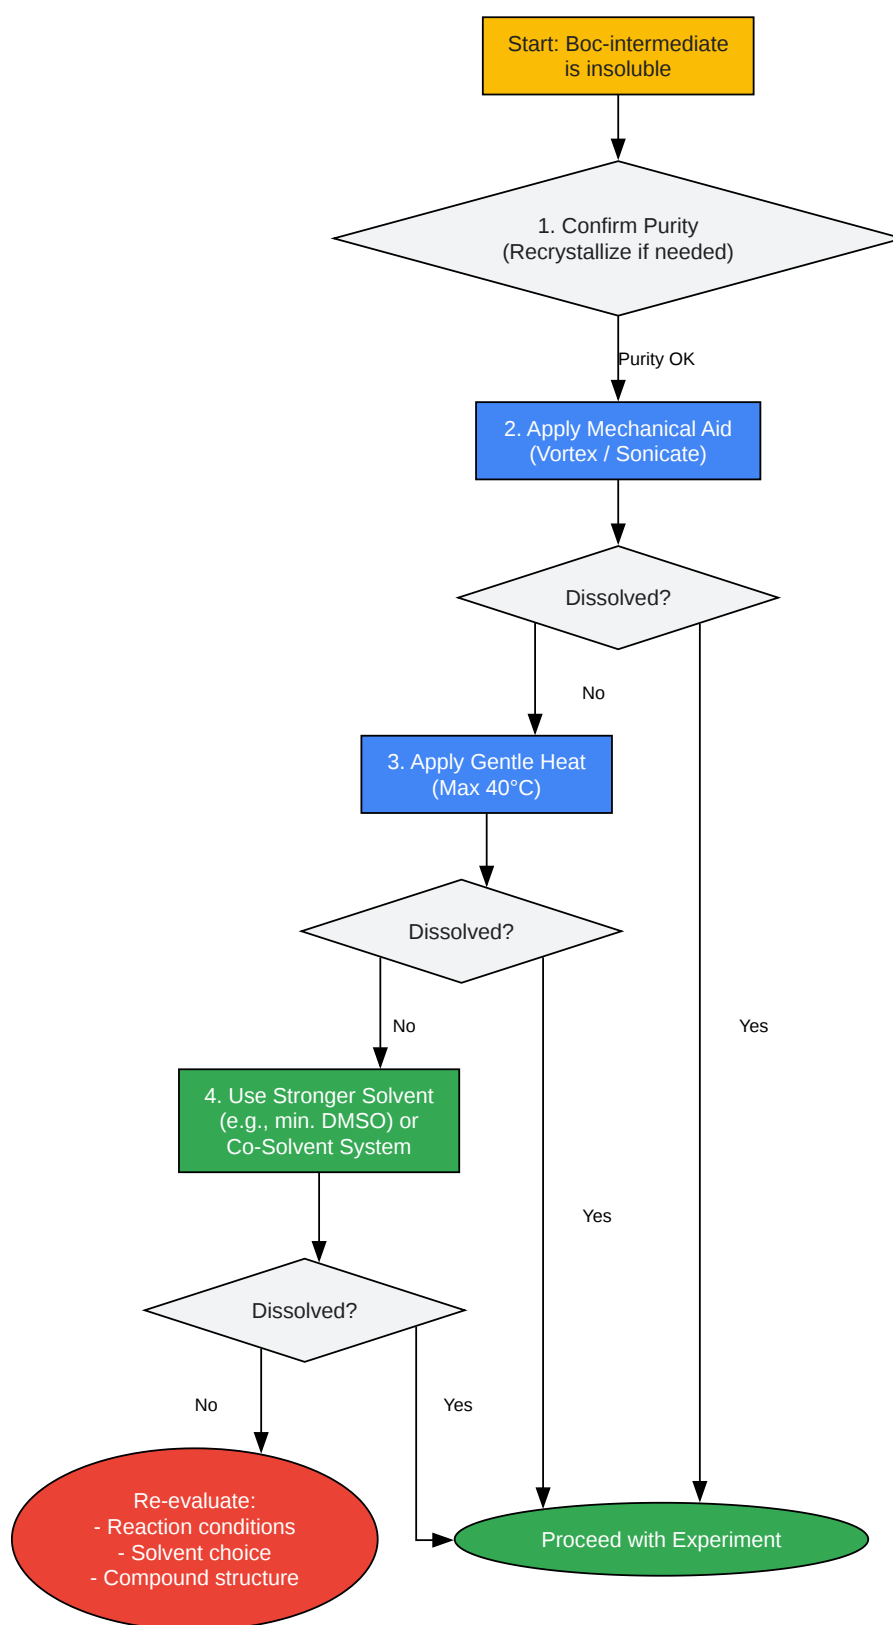 Start: Boc-intermediate
is insoluble
1. Confirm Purity
(Recrystallize if needed)
Purity OK
2. Apply Mechanical Aid
(Vortex / Sonicate)
Dissolved?
No
3. Apply Gentle Heat
(Max 40°C)
Dissolved?
No
Yes
4. Use Stronger Solvent
(e.g., min. DMSO) or
Co-Solvent System
Yes
Dissolved?
No
Yes
Re-evaluate:
- Reaction conditions
- Solvent choice
- Compound structure
Proceed with Experiment